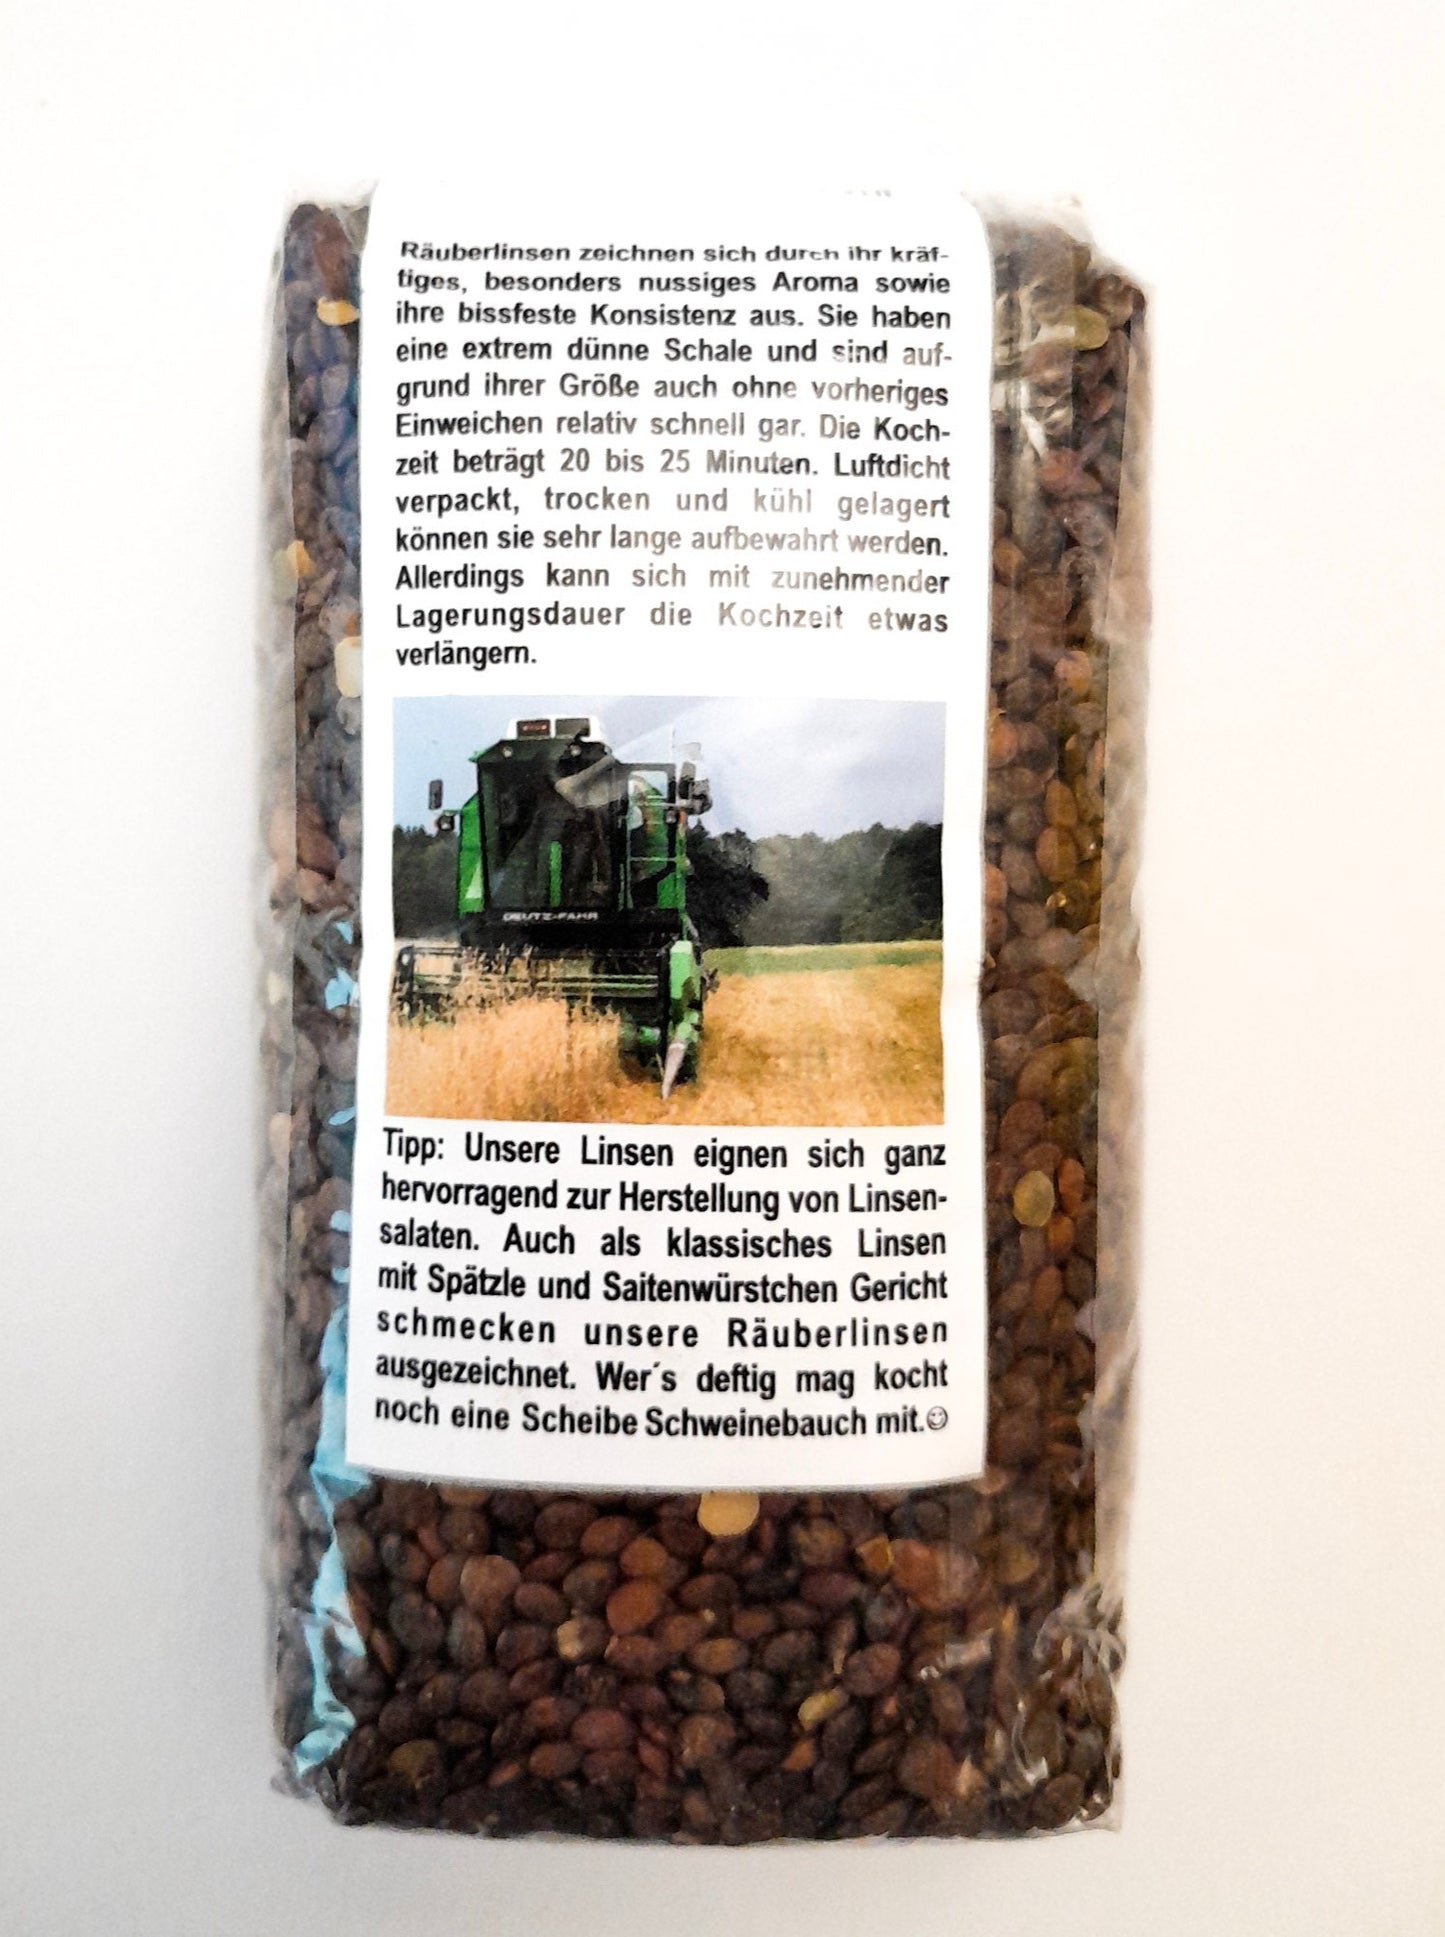 Räuberlinsen zeichnen sich durch ihr kräf-
tiges, besonders nussiges Aroma sowie
ihre bissfeste Konsistenz aus. Sie haben
eine extrem dünne Schale und sind auf-
grund ihrer Größe auch ohne vorheriges
Einweichen relativ schnell gar. Die Koch-
zeit beträgt 20 bis 25 Minuten. Luftdicht
verpackt, trocken und kühl gelagert
können sie sehr lange aufbewahrt werden.
Allerdings kann sich mit zunehmender
Lagerungsdauer die Kochzeit etwas
verlängern.
DEUTZ-FAHR
Tipp: Unsere Linsen eignen sich ganz
hervorragend zur Herstellung von Linsen-
salaten. Auch als klassisches Linsen
mit Spätzle und Saitenwürstchen Gericht
schmecken unsere Räuberlinsen
ausgezeichnet. Wer´s deftig mag kocht
noch eine Scheibe Schweinebauch mit.☺